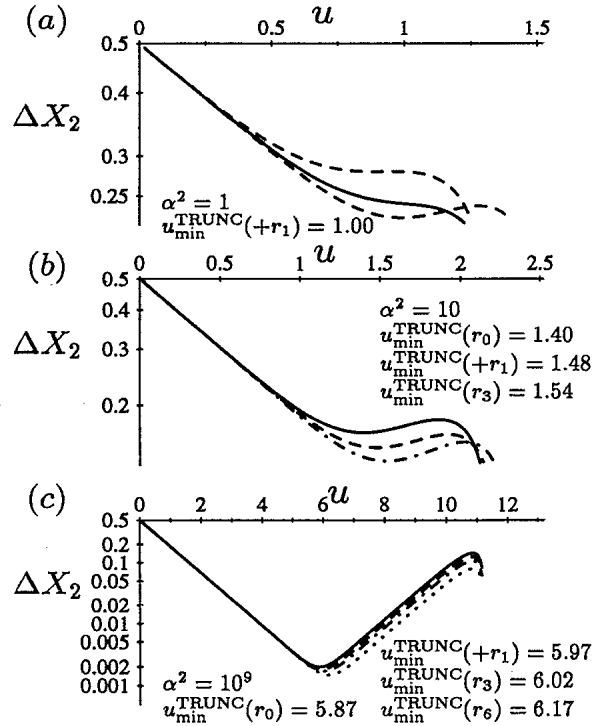 (a) u
0 0.5 1 1.5
0.5
0.4
ΔX₂
0.3
0.25
α² = 1
u_min^TRUNC(+r₁) = 1.00
(b) u
0 0.5 1 1.5 2 2.5
0.5
0.4
ΔX₂
0.3
0.2
α² = 10
u_min^TRUNC(r₀) = 1.40
u_min^TRUNC(+r₁) = 1.48
u_min^TRUNC(r₃) = 1.54
(c) u
0 2 4 6 8 10 12
0.5
0.2
ΔX₂
0.1
0.05
0.02
0.01
0.005
0.002
0.001
α² = 10⁹
u_min^TRUNC(r₀) = 5.87
u_min^TRUNC(+r₁) = 5.97
u_min^TRUNC(r₃) = 6.02
u_min^TRUNC(r₆) = 6.17